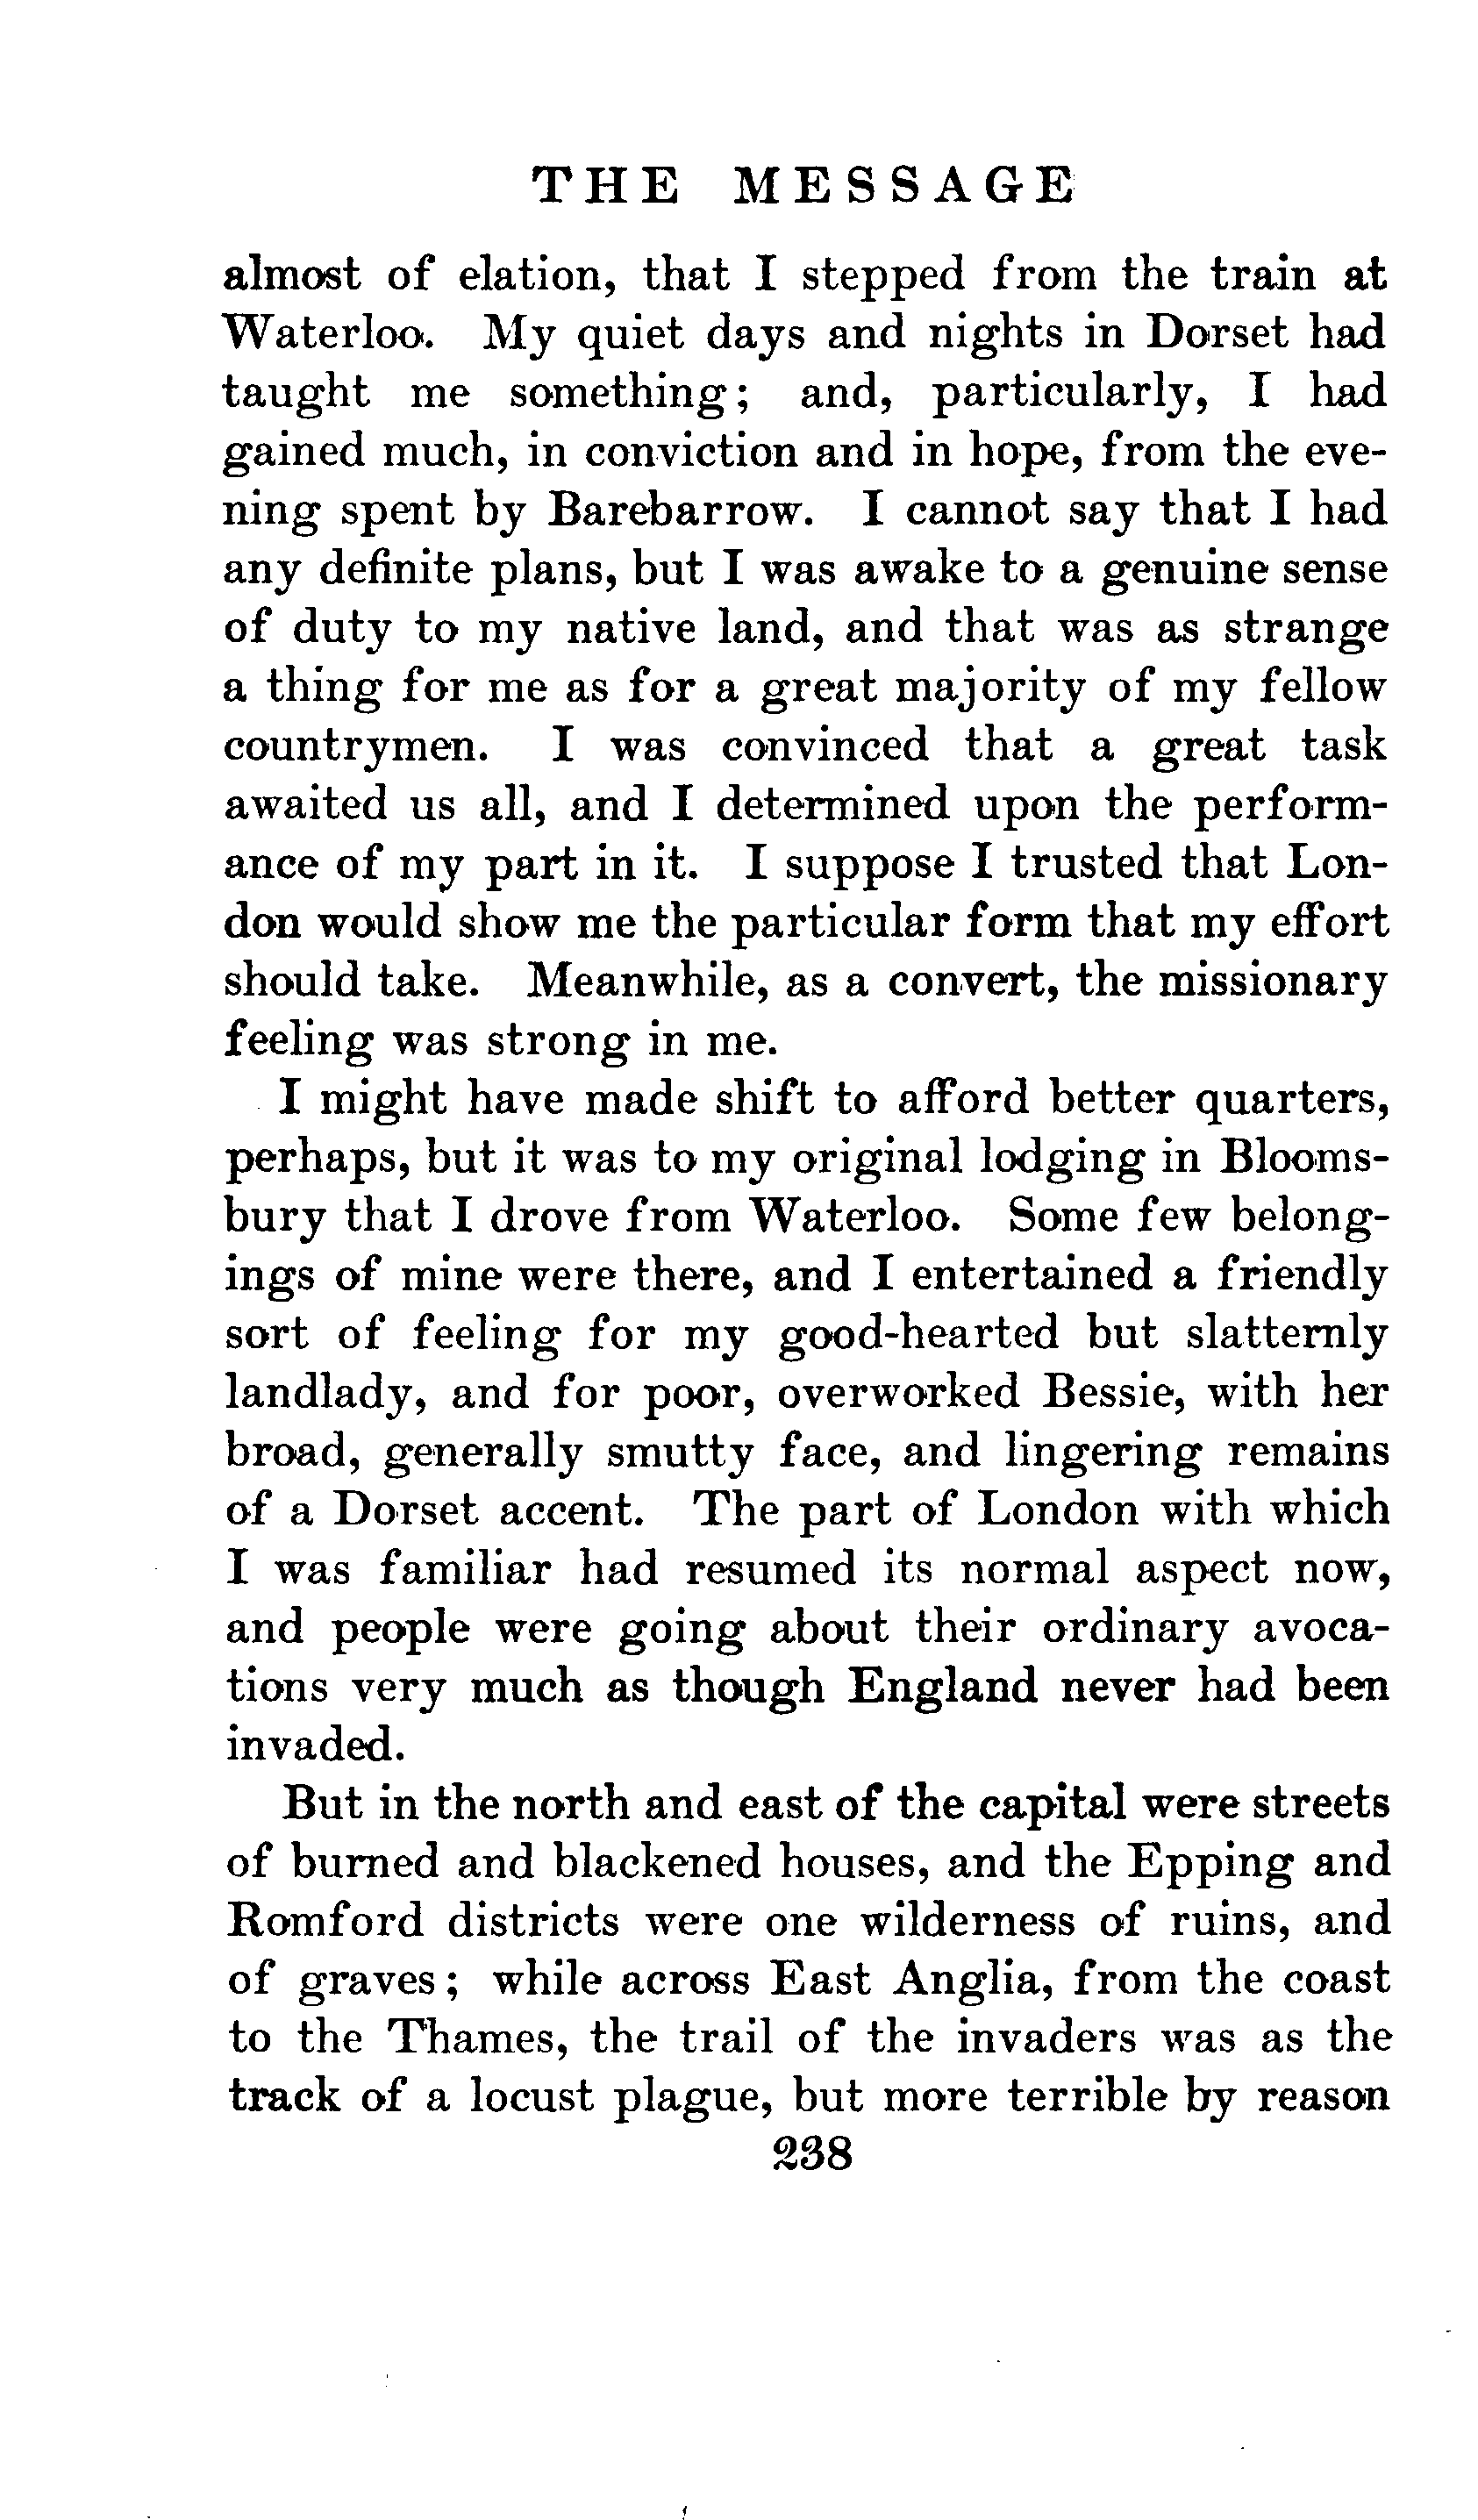 THE MESSAGE
almost of elation, that I stepped from the train at
Waterloo. My quiet days and nights in Dorset had
taught me something; and, particularly, I had
gained much, in conviction and in hope, from the eve-
ning spent by Barebarrow. I cannot say that I had
any definite plans, but I was awake to a genuine sense
of duty to my native land, and that was as strange
a thing for me as for a great majority of my fellow
countrymen. I was convinced that a great task
awaited us all, and I determined upon the perform-
ance of my part in it. I suppose I trusted that Lon-
don would show me the particular form that my effort
should take. Meanwhile, as a convert, the missionary
feeling was strong in me.
I might have made shift to afford better quarters,
perhaps, but it was to my original lodging in Blooms-
bury that I drove from Waterloo. Some few belong-
ings of mine were there, and I entertained a friendly
sort of feeling for my good-hearted but slatternly
landlady, and for poor, overworked Bessie, with her
broad, generally smutty face, and lingering remains
of a Dorset accent. The part of London with which
I was familiar had resumed its normal aspect now,
and people were going about their ordinary avoca-
tions very much as though England never had been
invaded.
But in the north and east of the capital were streets
of burned and blackened houses, and the Epping and
Romford districts were one wilderness of ruins, and
of graves; while across East Anglia, from the coast
to the Thames, the trail of the invaders was as the
track of a locust plague, but more terrible by reason
238